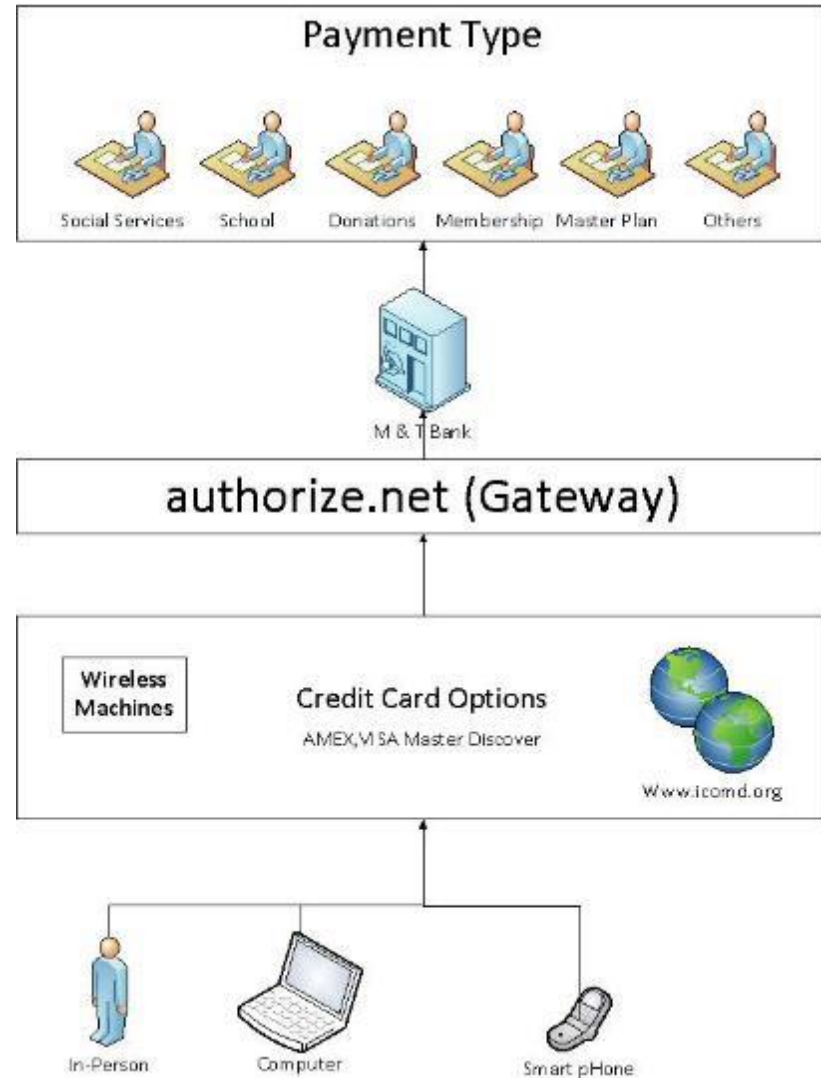 Payment Type
Social Services School Donations Membership Master Plan Others
M & T Bank
authorize.net (Gateway)
Wireless
Machines
Credit Card Options
AMEX,VISA Master Discover
Www.icomd.org
In-Person Computer Smart pHone